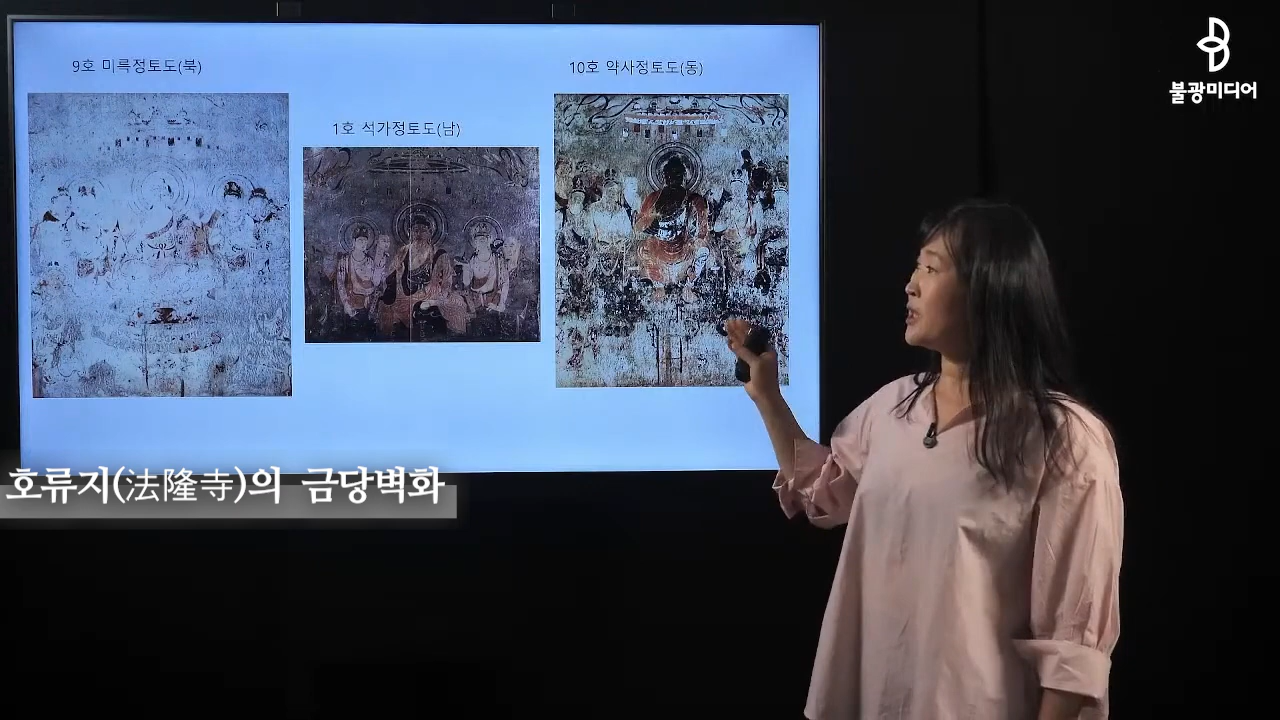 9호 미륵정토도(북)
1호 석가정토도(남)
10호 약사정토도(동)
불광미디어
호류지(法隆寺)의 금당벽화